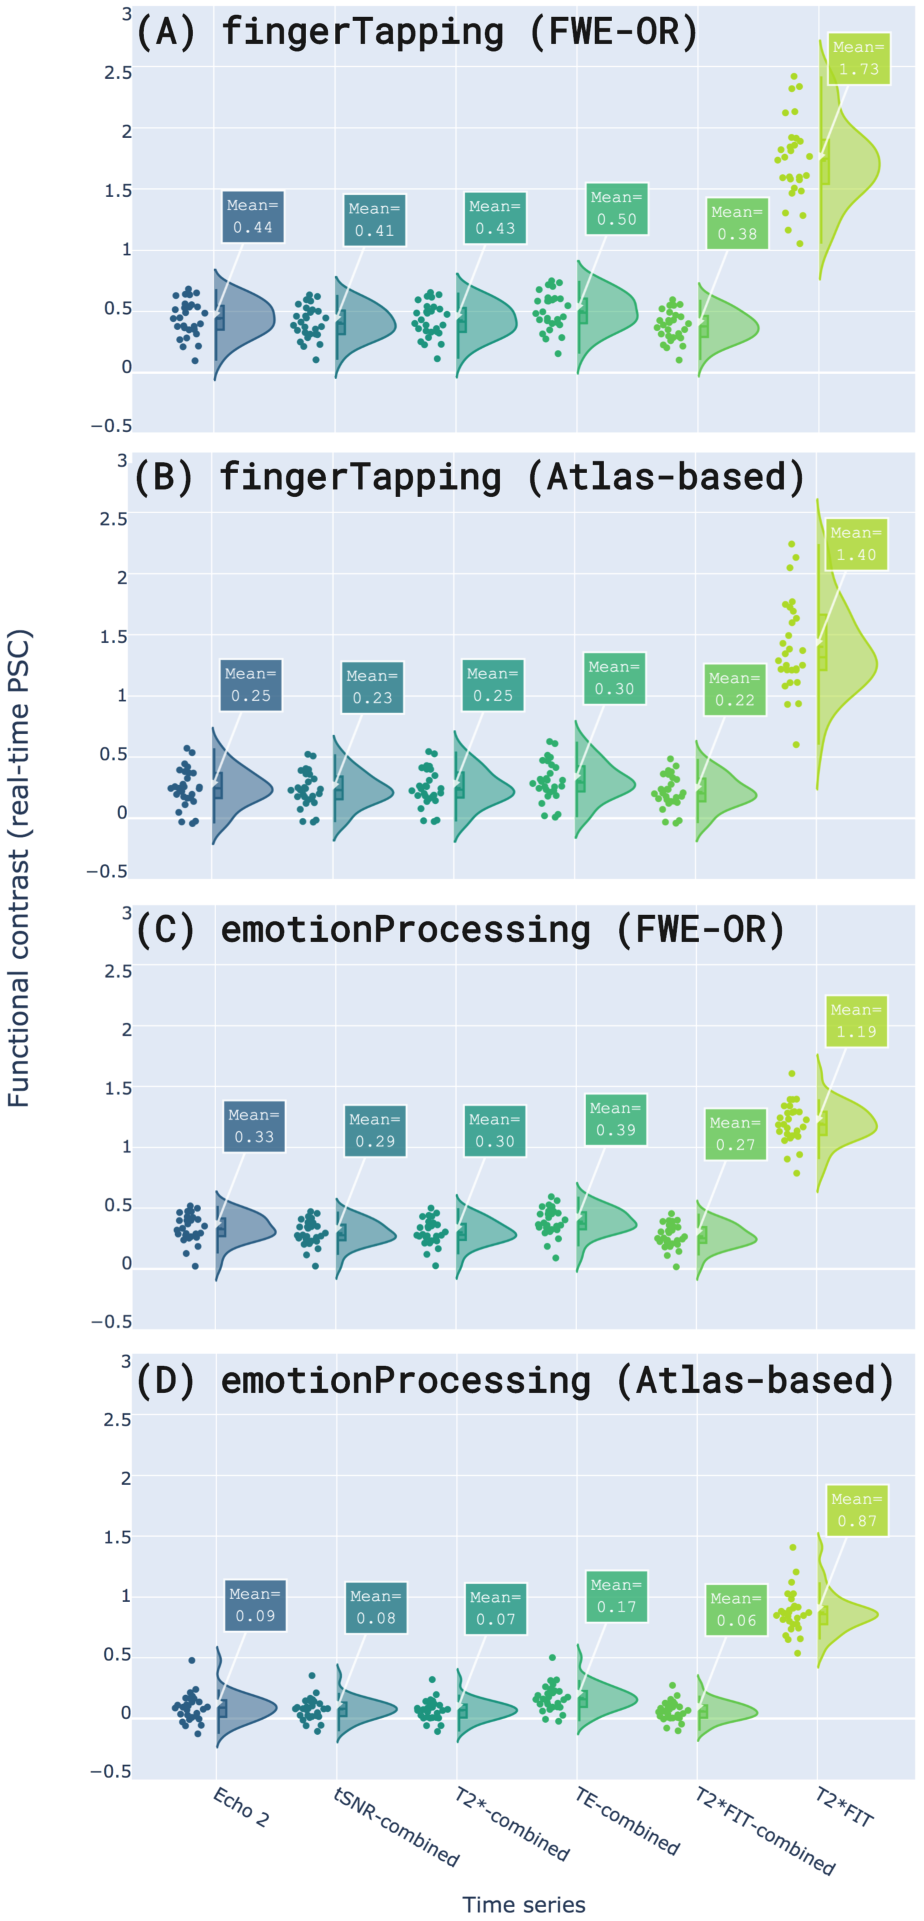 Functional contrast (real-time PSC)
(A) fingerTapping (FWE-OR)
3
2.5
2
1.5
1
0.5
0
−0.5
Mean=
0.44
Mean=
0.41
Mean=
0.43
Mean=
0.50
Mean=
0.38
Mean=
1.73
(B) fingerTapping (Atlas-based)
3
2.5
2
1.5
1
0.5
0
−0.5
Mean=
0.25
Mean=
0.23
Mean=
0.25
Mean=
0.30
Mean=
0.22
Mean=
1.40
(C) emotionProcessing (FWE-OR)
3
2.5
2
1.5
1
0.5
0
−0.5
Mean=
0.33
Mean=
0.29
Mean=
0.30
Mean=
0.39
Mean=
0.27
Mean=
1.19
(D) emotionProcessing (Atlas-based)
3
2.5
2
1.5
1
0.5
0
−0.5
Mean=
0.09
Mean=
0.08
Mean=
0.07
Mean=
0.17
Mean=
0.06
Mean=
0.87
Echo 2
tSNR-combined
T2*-combined
TE-combined
T2*FIT-combined
T2*FIT
Time series